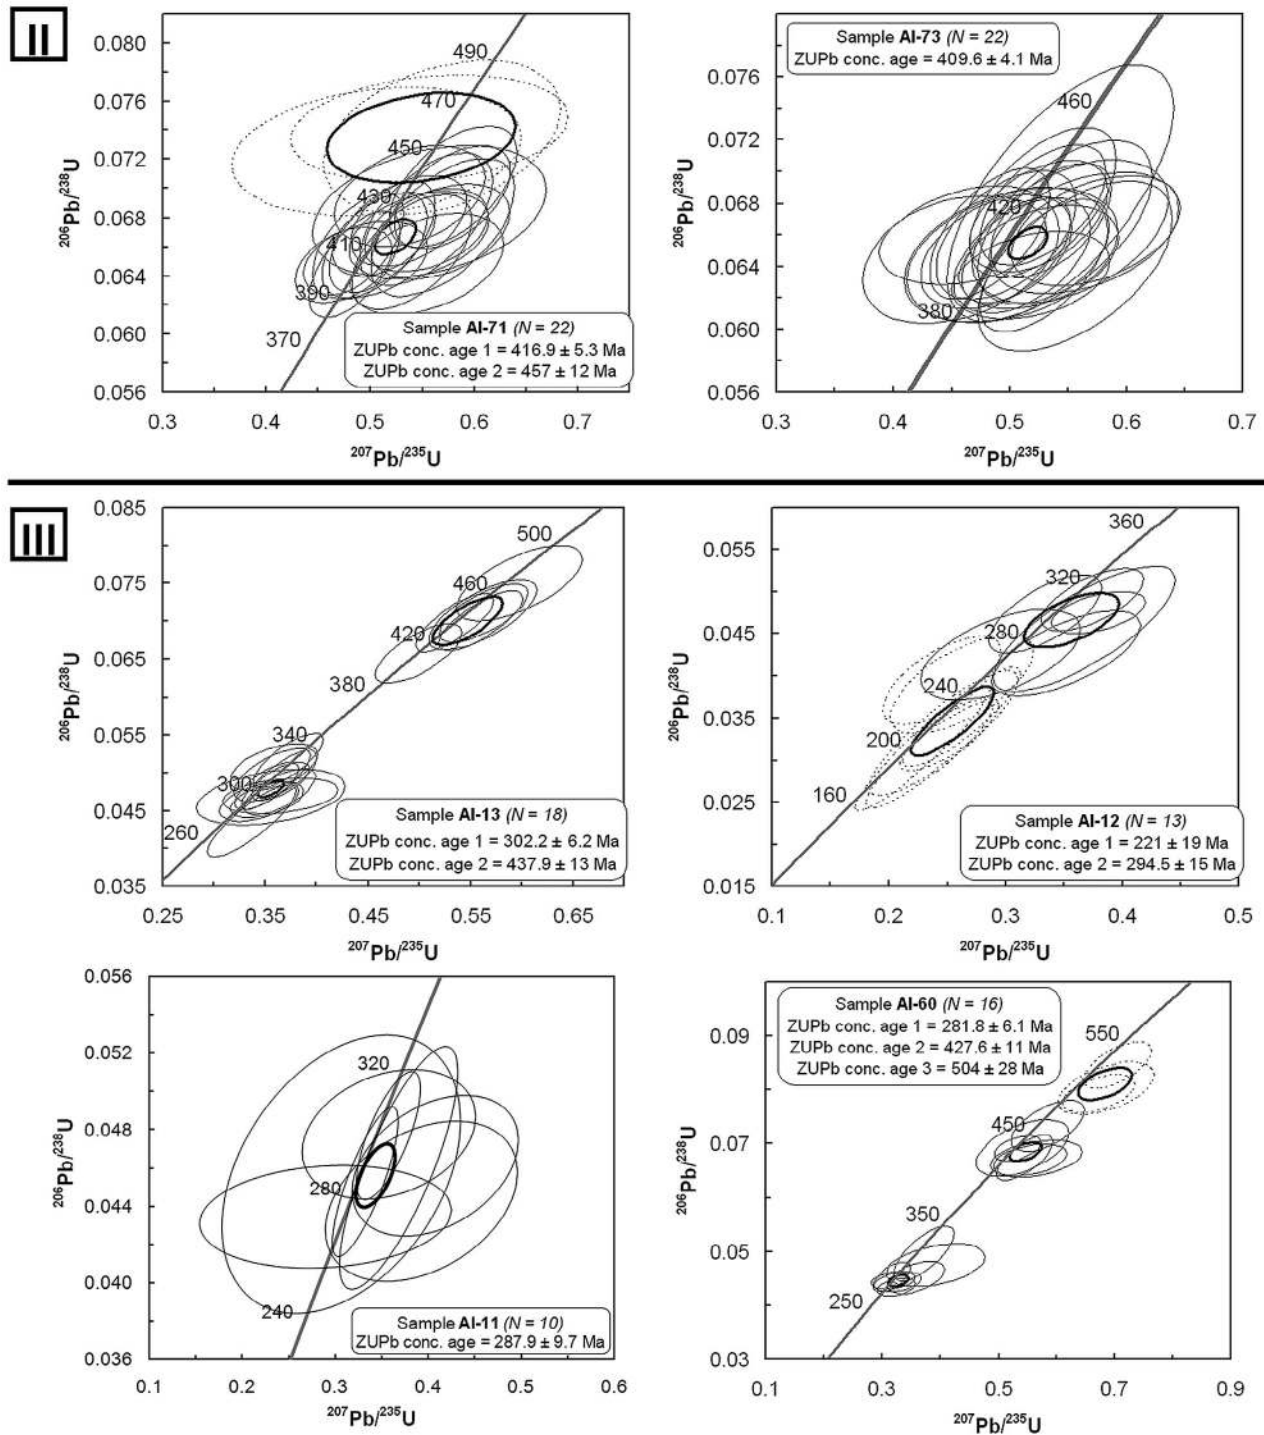 II
0.080
0.076
0.072
0.068
0.064
0.060
0.056
²⁰⁶Pb/²³⁸U
490
470
450
430
410
390
370
Sample AI-71 (N = 22)
ZUPb conc. age 1 = 416.9 ± 5.3 Ma
ZUPb conc. age 2 = 457 ± 12 Ma
0.3 0.4 0.5 0.6 0.7
²⁰⁷Pb/²³⁵U
Sample AI-73 (N = 22)
ZUPb conc. age = 409.6 ± 4.1 Ma
0.076
0.072
0.068
0.064
0.060
0.056
²⁰⁶Pb/²³⁸U
460
420
380
0.3 0.4 0.5 0.6 0.7
²⁰⁷Pb/²³⁵U
III
0.085
0.075
0.065
0.055
0.045
0.035
²⁰⁶Pb/²³⁸U
500
460
420
380
340
300
260
Sample AI-13 (N = 18)
ZUPb conc. age 1 = 302.2 ± 6.2 Ma
ZUPb conc. age 2 = 437.9 ± 13 Ma
0.25 0.35 0.45 0.55 0.65
²⁰⁷Pb/²³⁵U
0.055
0.045
0.035
0.025
0.015
²⁰⁶Pb/²³⁸U
360
320
280
240
200
160
Sample AI-12 (N = 13)
ZUPb conc. age 1 = 221 ± 19 Ma
ZUPb conc. age 2 = 294.5 ± 15 Ma
0.1 0.2 0.3 0.4 0.5
²⁰⁷Pb/²³⁵U
0.056
0.052
0.048
0.044
0.040
0.036
²⁰⁶Pb/²³⁸U
320
280
240
Sample AI-11 (N = 10)
ZUPb conc. age = 287.9 ± 9.7 Ma
0.1 0.2 0.3 0.4 0.5 0.6
²⁰⁷Pb/²³⁵U
Sample AI-60 (N = 16)
ZUPb conc. age 1 = 281.8 ± 6.1 Ma
ZUPb conc. age 2 = 427.6 ± 11 Ma
ZUPb conc. age 3 = 504 ± 28 Ma
0.09
0.07
0.05
0.03
²⁰⁶Pb/²³⁸U
550
450
350
250
0.1 0.3 0.5 0.7 0.9
²⁰⁷Pb/²³⁵U